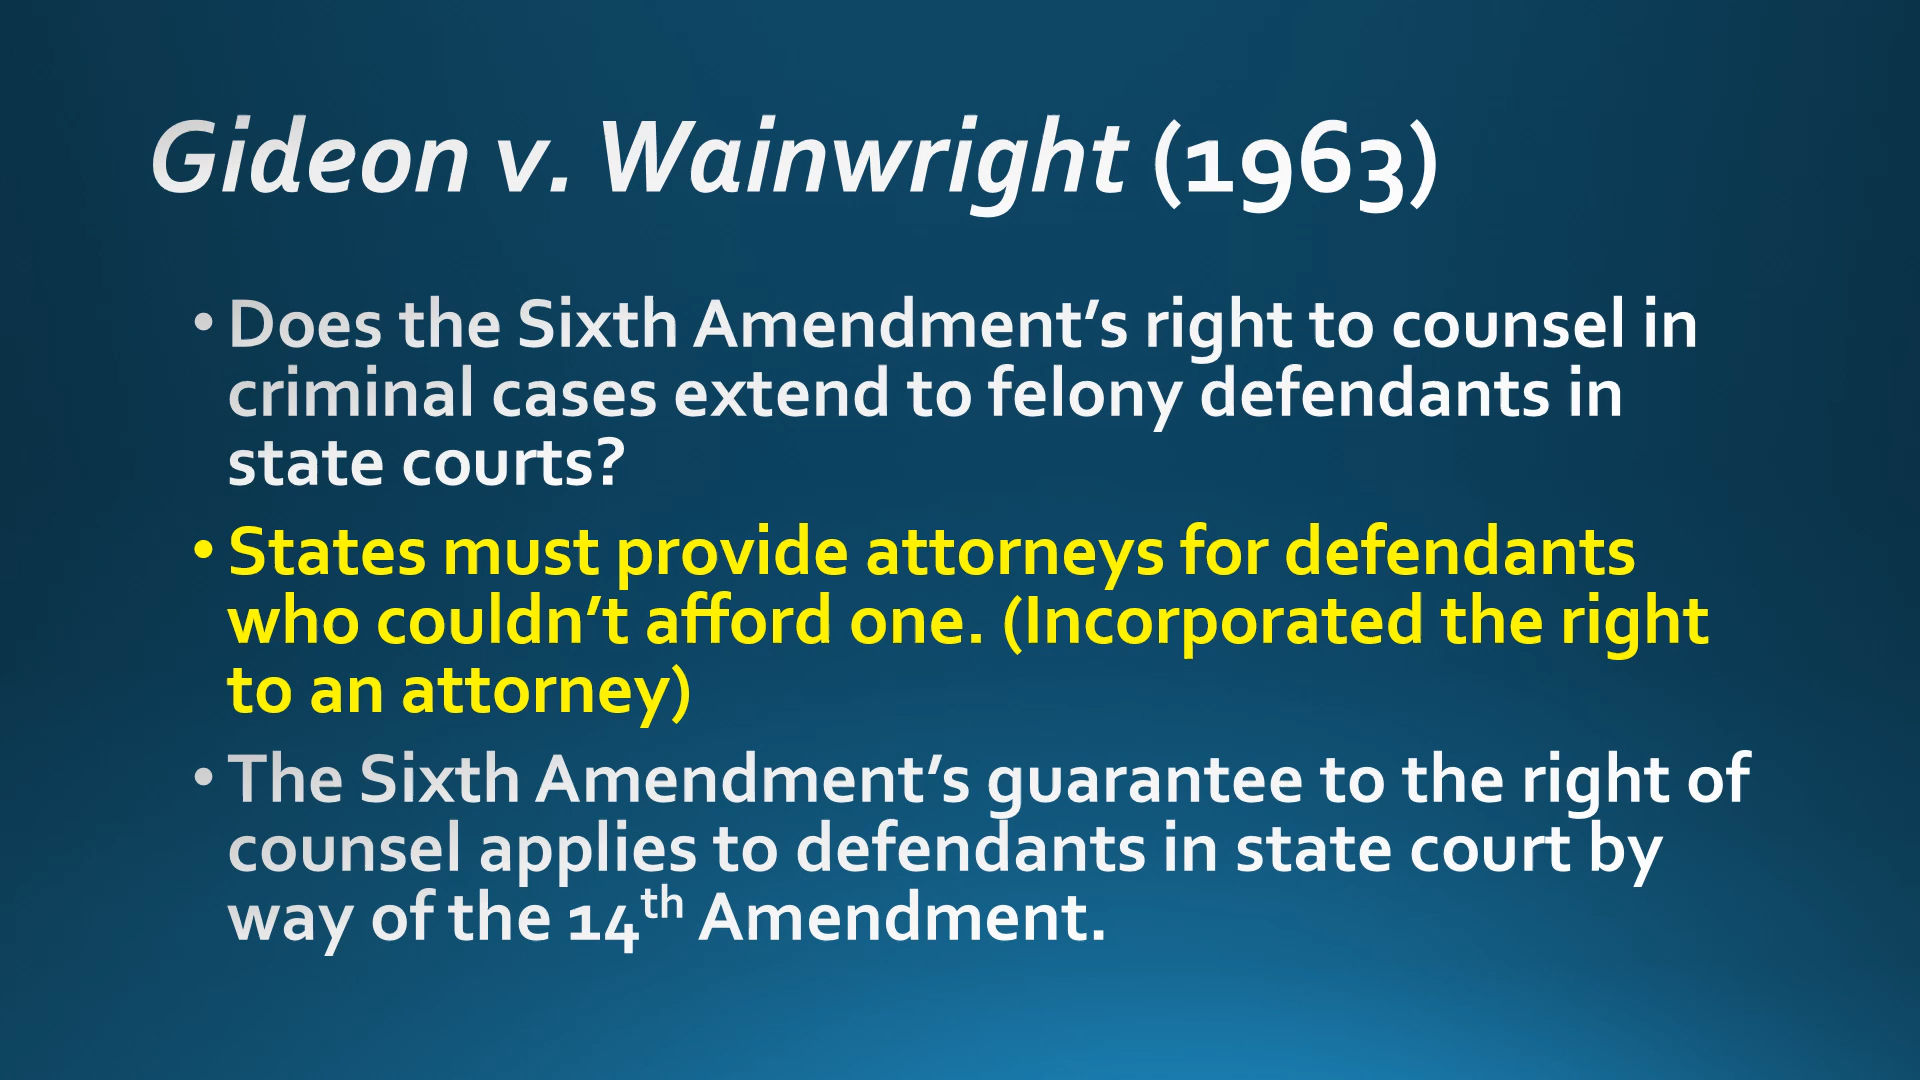 Gideon v. Wainwright (1963)
• Does the Sixth Amendment’s right to counsel in
criminal cases extend to felony defendants in
state courts?
• States must provide attorneys for defendants
who couldn’t afford one. (Incorporated the right
to an attorney)
• The Sixth Amendment’s guarantee to the right of
counsel applies to defendants in state court by
way of the 14th Amendment.